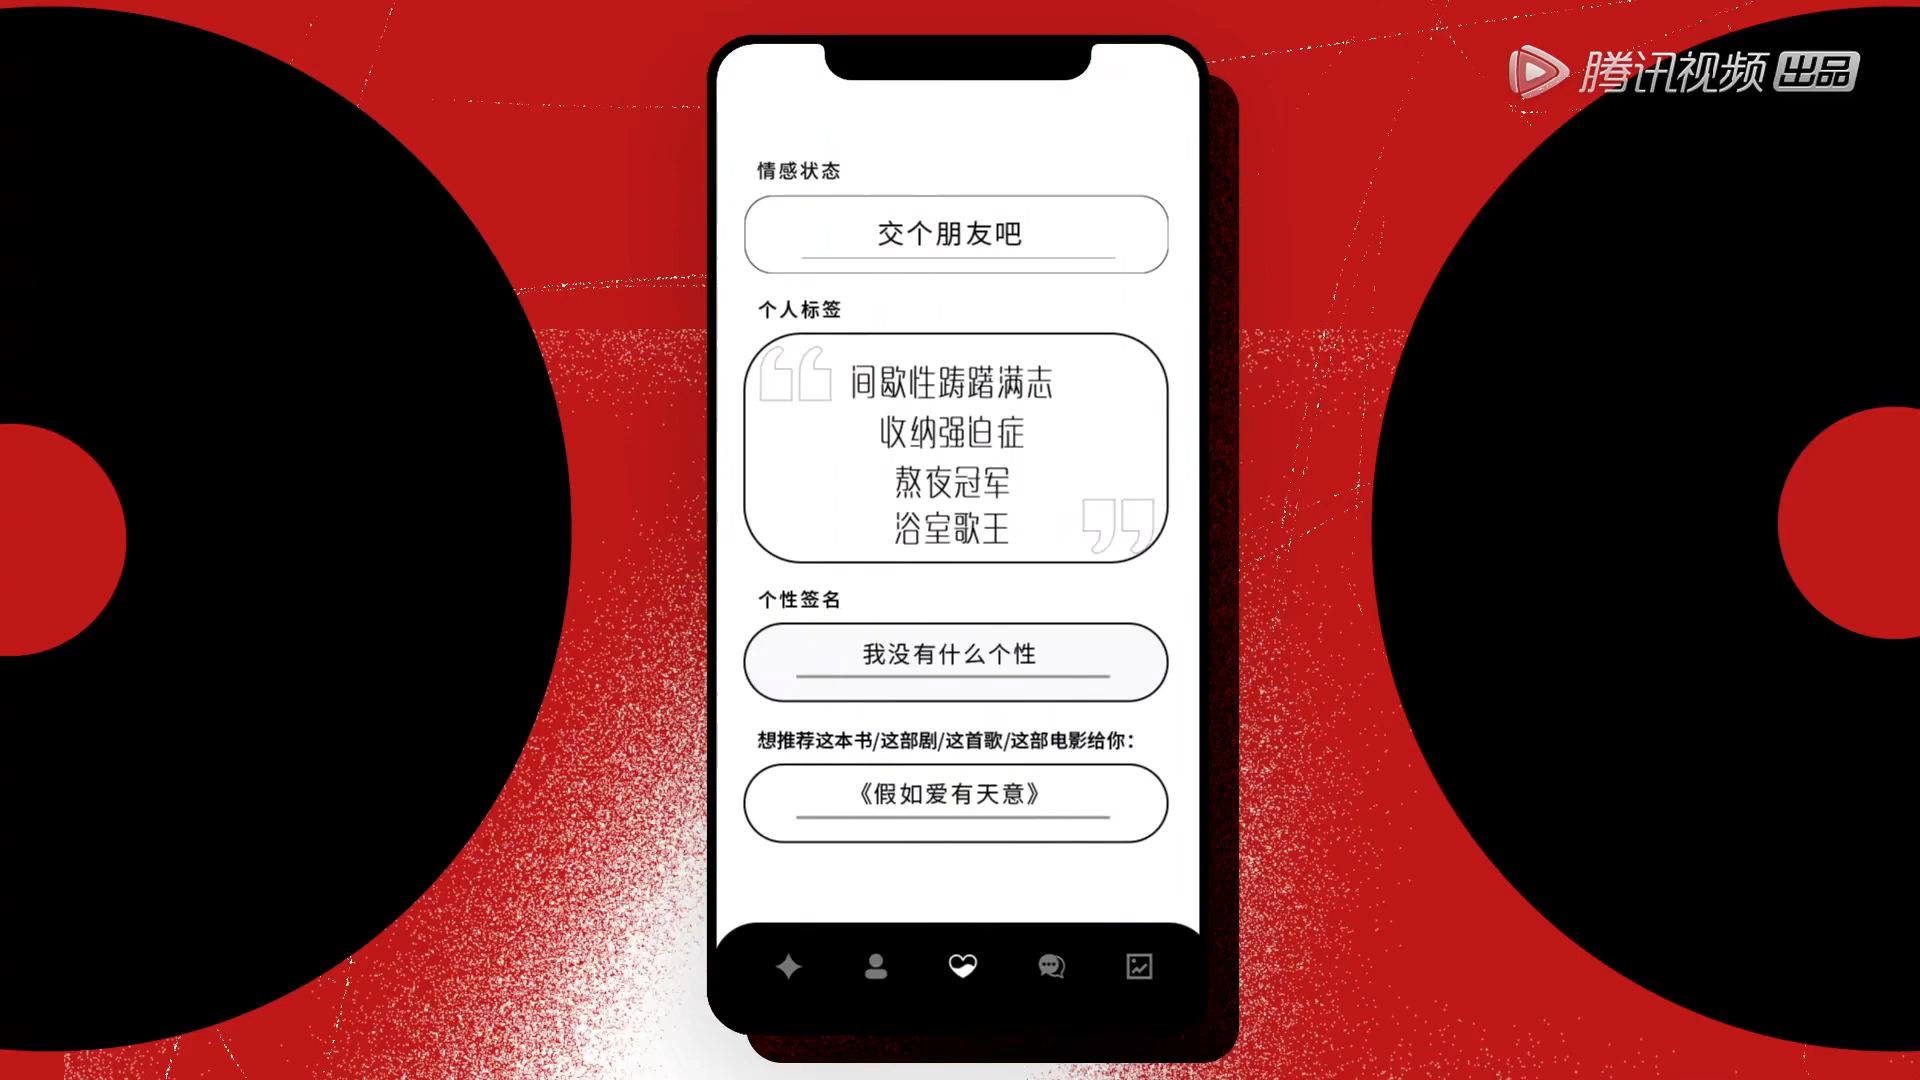 腾讯视频 出品
情感状态
交个朋友吧
个人标签
间歇性踌躇满志
收纳强迫症
熬夜冠军
浴室歌王
个性签名
我没有什么个性
想推荐这本书/这部剧/这首歌/这部电影给你：
《假如爱有天意》